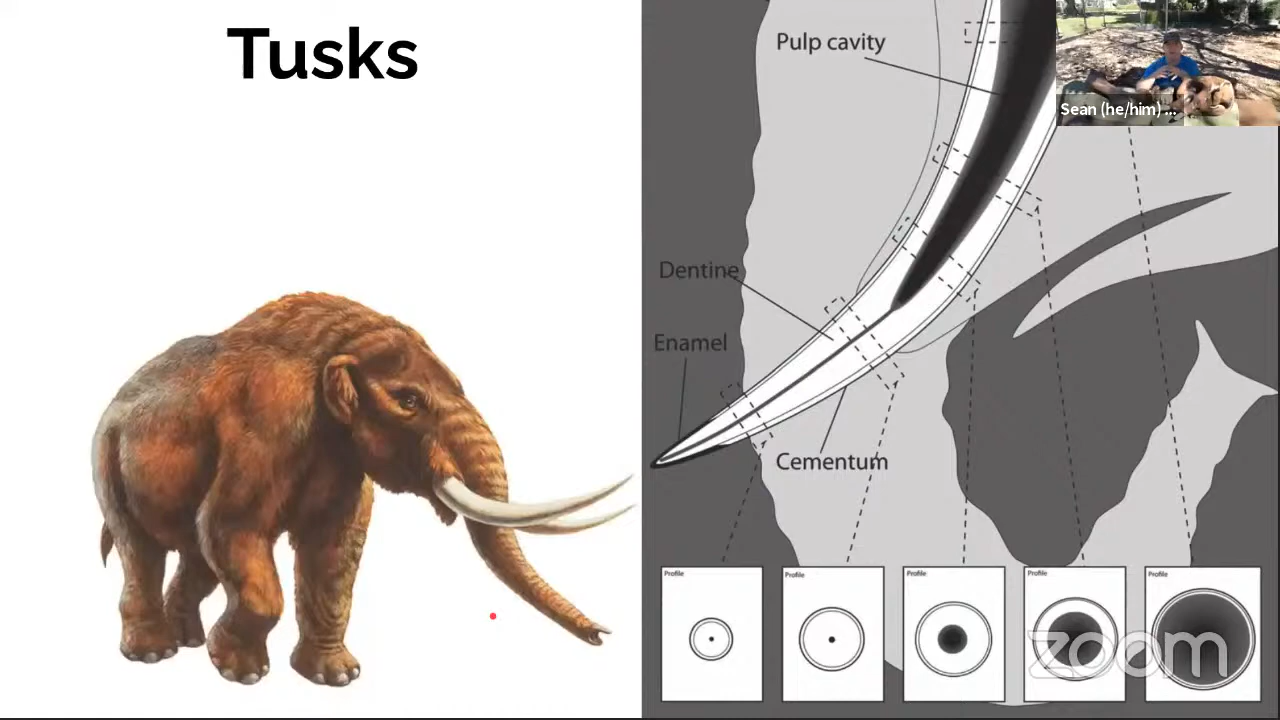 Tusks
Pulp cavity
Sean (he/him) ...
Dentine
Enamel
Cementum
Profile
Profile
Profile
Profile
Profile
zoom